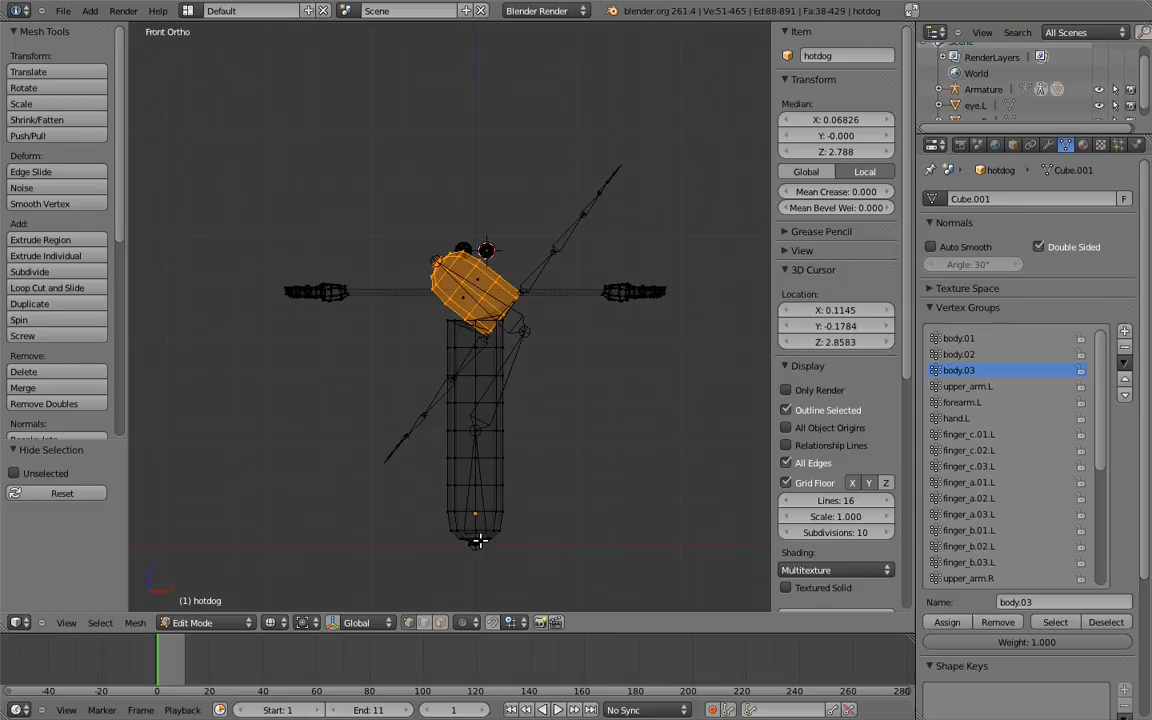 File Add Render Help Default Scene Blender Render blender.org 261.4 | Ve:51-465 | Ed:88-891 | Fa:38-429 | hotdog
Mesh Tools
Transform:
Translate
Rotate
Scale
Shrink/Fatten
Push/Pull
Deform:
Edge Slide
Noise
Smooth Vertex
Add:
Extrude Region
Extrude Individual
Subdivide
Loop Cut and Slide
Duplicate
Spin
Screw
Remove:
Delete
Merge
Remove Doubles
Normals:
Hide Selection
Unselected
Reset
Front Ortho
(1) hotdog
Item
hotdog
Transform
Median:
X: 0.06826
Y: -0.000
Z: 2.788
Global Local
Mean Crease: 0.000
Mean Bevel Wei: 0.000
Grease Pencil
View
3D Cursor
Location:
X: 0.1145
Y: -0.1784
Z: 2.8583
Display
Only Render
Outline Selected
All Object Origins
Relationship Lines
All Edges
Grid Floor X Y Z
Lines: 16
Scale: 1.000
Subdivisions: 10
Shading:
Multitexture
Textured Solid
View Search All Scenes
RenderLayers
World
Armature
eye.L
hotdog Cube.001
Cube.001 F
Normals
Auto Smooth Double Sided
Angle: 30°
Texture Space
Vertex Groups
body.01
body.02
body.03
upper_arm.L
forearm.L
hand.L
finger_c.01.L
finger_c.02.L
finger_c.03.L
finger_a.01.L
finger_a.02.L
finger_a.03.L
finger_b.01.L
finger_b.02.L
finger_b.03.L
upper_arm.R
Name: body.03
Assign Remove Select Deselect
Weight: 1.000
Shape Keys
View Select Mesh Edit Mode Global
-40 -20 0 20 40 60 80 100 120 140 160 180 200 220 240 260 280
View Marker Frame Playback Start: 1 End: 11 1 No Sync